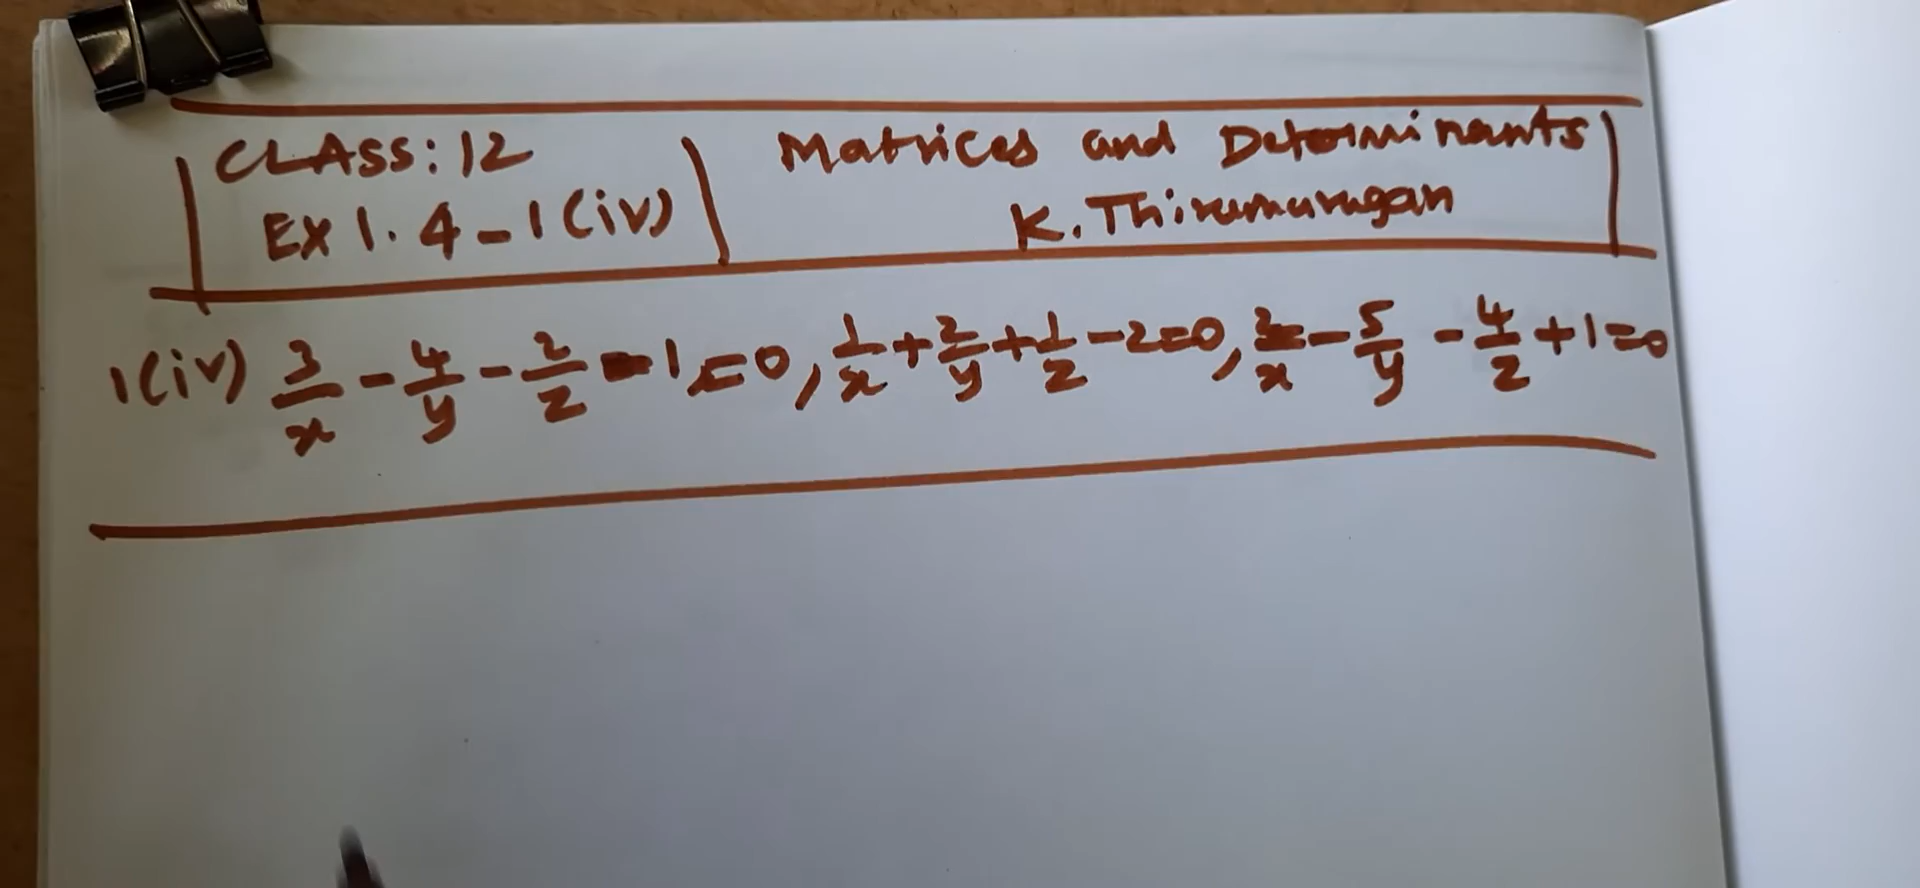 CLASS: 12
EX 1.4 - 1(iv)
Matrices and Determinants
K. Thirumurugan
1(iv) 3/x - 4/y - 2/z - 1 = 0, 1/x + 2/y + 1/z - 2 = 0, 2/x - 5/y - 4/z + 1 = 0